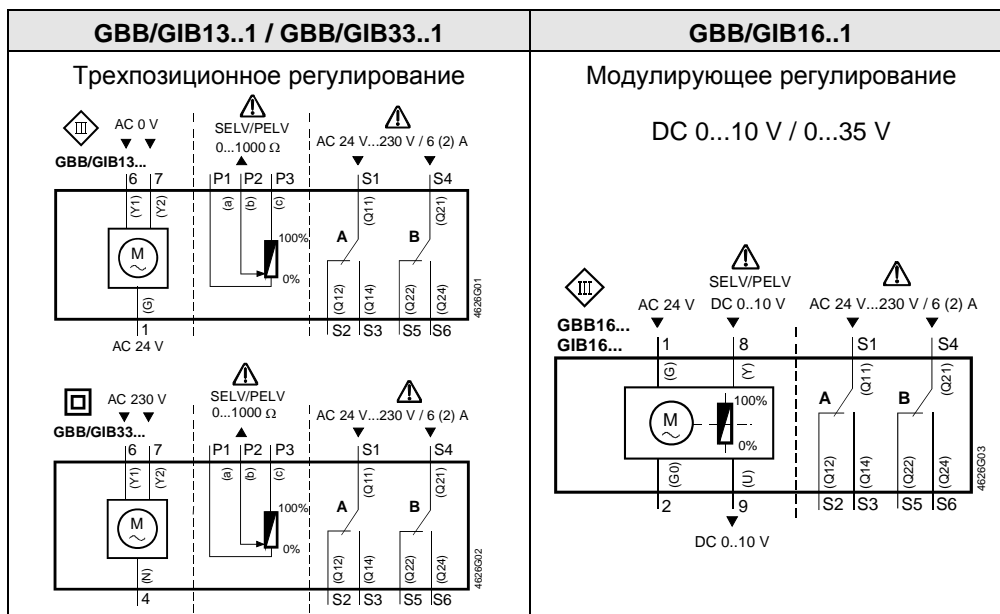 GBB/GIB13..1 / GBB/GIB33..1
Трехпозиционное регулирование
III
AC 0 V
GBB/GIB13...
SELV/PELV
0...1000 Ω
AC 24 V...230 V / 6 (2) A
6 7 P1 P2 P3 S1 S4
(Y1) (Y2) (a) (b) (c) (Q11) (Q21)
M
100%
0%
A B
(G) (Q12) (Q14) (Q22) (Q24)
1 S2 S3 S5 S6
AC 24 V
4626G01
AC 230 V
GBB/GIB33...
SELV/PELV
0...1000 Ω
AC 24 V...230 V / 6 (2) A
6 7 P1 P2 P3 S1 S4
(Y1) (Y2) (a) (b) (c) (Q11) (Q21)
M
100%
0%
A B
(N) (Q12) (Q14) (Q22) (Q24)
4 S2 S3 S5 S6
4626G02
GBB/GIB16..1
Модулирующее регулирование
DC 0...10 V / 0...35 V
III
GBB16...
GIB16...
AC 24 V
SELV/PELV
DC 0..10 V
AC 24 V...230 V / 6 (2) A
1 8 S1 S4
(G) (Y) (Q11) (Q21)
M
100%
0%
A B
(G0) (U) (Q12) (Q14) (Q22) (Q24)
2 9 S2 S3 S5 S6
DC 0..10 V
4626G03